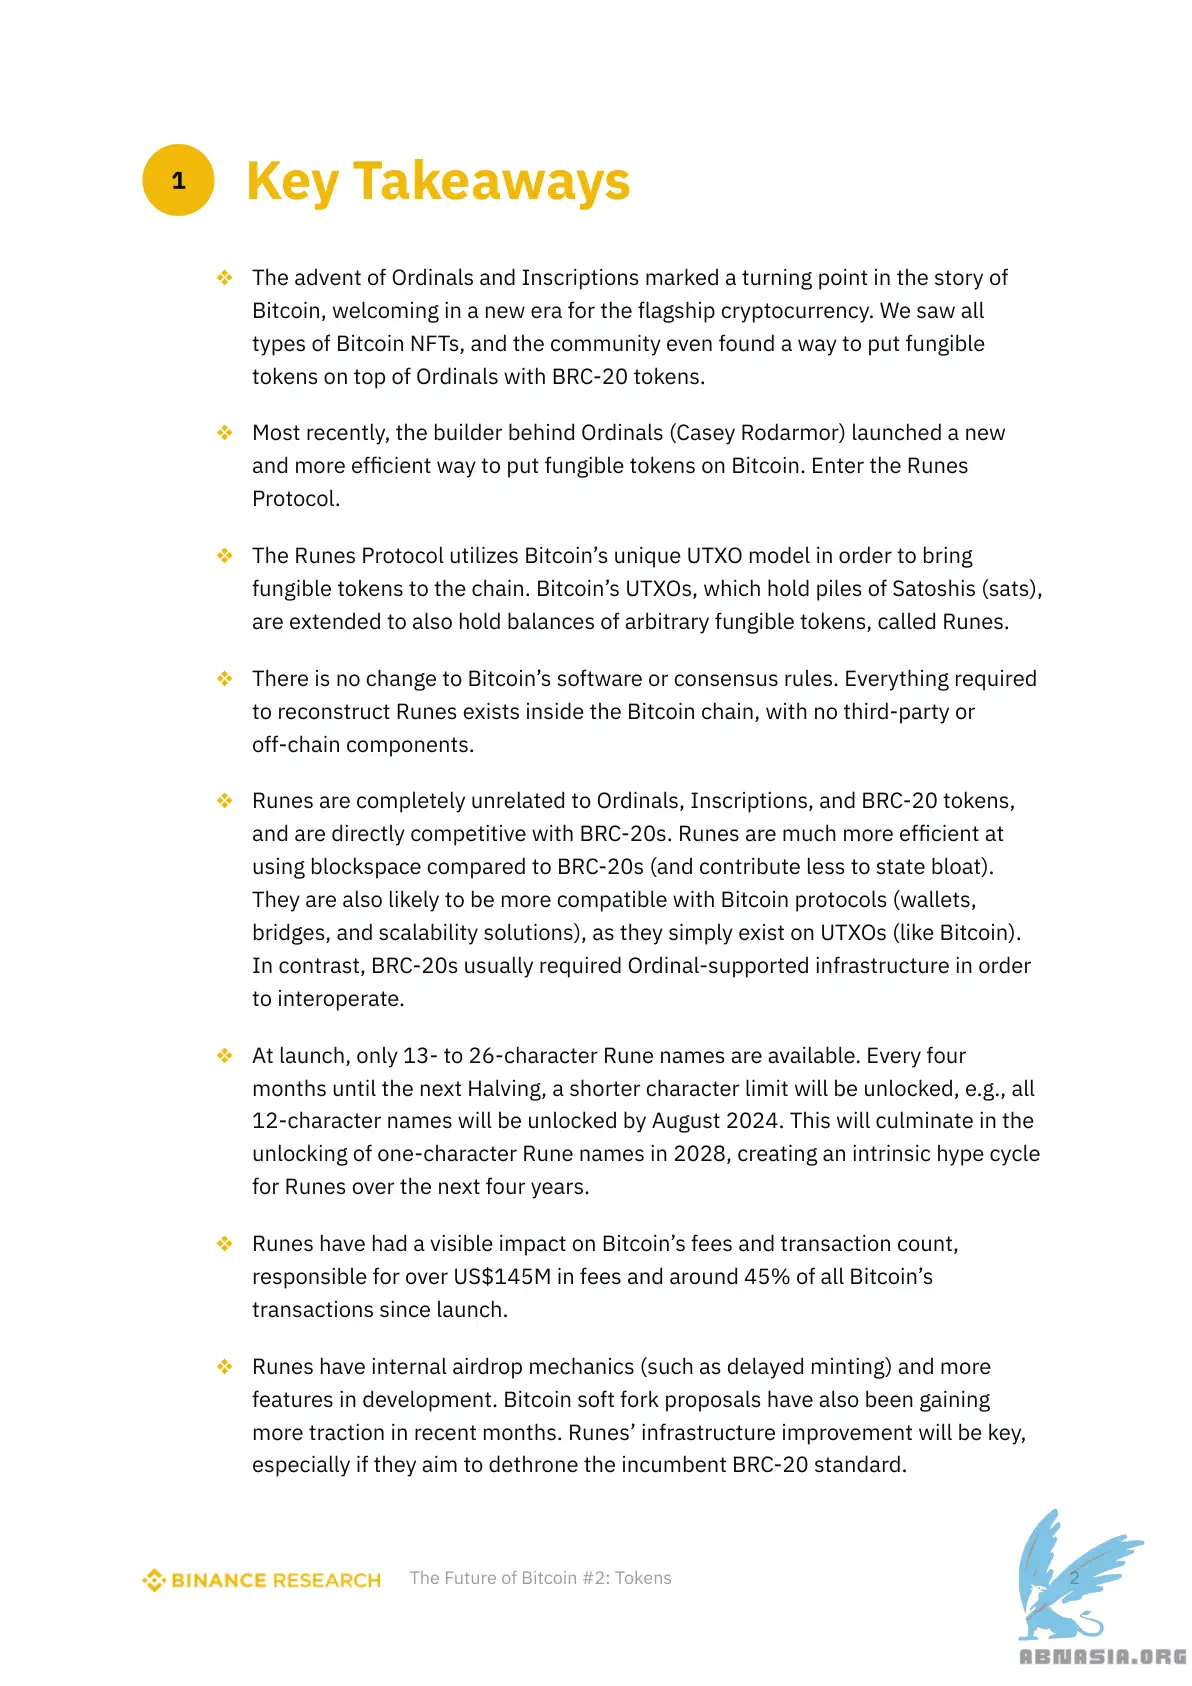 1
Key Takeaways
❖ The advent of Ordinals and Inscriptions marked a turning point in the story of
Bitcoin, welcoming in a new era for the flagship cryptocurrency. We saw all
types of Bitcoin NFTs, and the community even found a way to put fungible
tokens on top of Ordinals with BRC-20 tokens.
❖ Most recently, the builder behind Ordinals (Casey Rodarmor) launched a new
and more efficient way to put fungible tokens on Bitcoin. Enter the Runes
Protocol.
❖ The Runes Protocol utilizes Bitcoin’s unique UTXO model in order to bring
fungible tokens to the chain. Bitcoin’s UTXOs, which hold piles of Satoshis (sats),
are extended to also hold balances of arbitrary fungible tokens, called Runes.
❖ There is no change to Bitcoin’s software or consensus rules. Everything required
to reconstruct Runes exists inside the Bitcoin chain, with no third-party or
off-chain components.
❖ Runes are completely unrelated to Ordinals, Inscriptions, and BRC-20 tokens,
and are directly competitive with BRC-20s. Runes are much more efficient at
using blockspace compared to BRC-20s (and contribute less to state bloat).
They are also likely to be more compatible with Bitcoin protocols (wallets,
bridges, and scalability solutions), as they simply exist on UTXOs (like Bitcoin).
In contrast, BRC-20s usually required Ordinal-supported infrastructure in order
to interoperate.
❖ At launch, only 13- to 26-character Rune names are available. Every four
months until the next Halving, a shorter character limit will be unlocked, e.g., all
12-character names will be unlocked by August 2024. This will culminate in the
unlocking of one-character Rune names in 2028, creating an intrinsic hype cycle
for Runes over the next four years.
❖ Runes have had a visible impact on Bitcoin’s fees and transaction count,
responsible for over US$145M in fees and around 45% of all Bitcoin’s
transactions since launch.
❖ Runes have internal airdrop mechanics (such as delayed minting) and more
features in development. Bitcoin soft fork proposals have also been gaining
more traction in recent months. Runes’ infrastructure improvement will be key,
especially if they aim to dethrone the incumbent BRC-20 standard.
BINANCE RESEARCH
The Future of Bitcoin #2: Tokens
2
ABNASIA.ORG